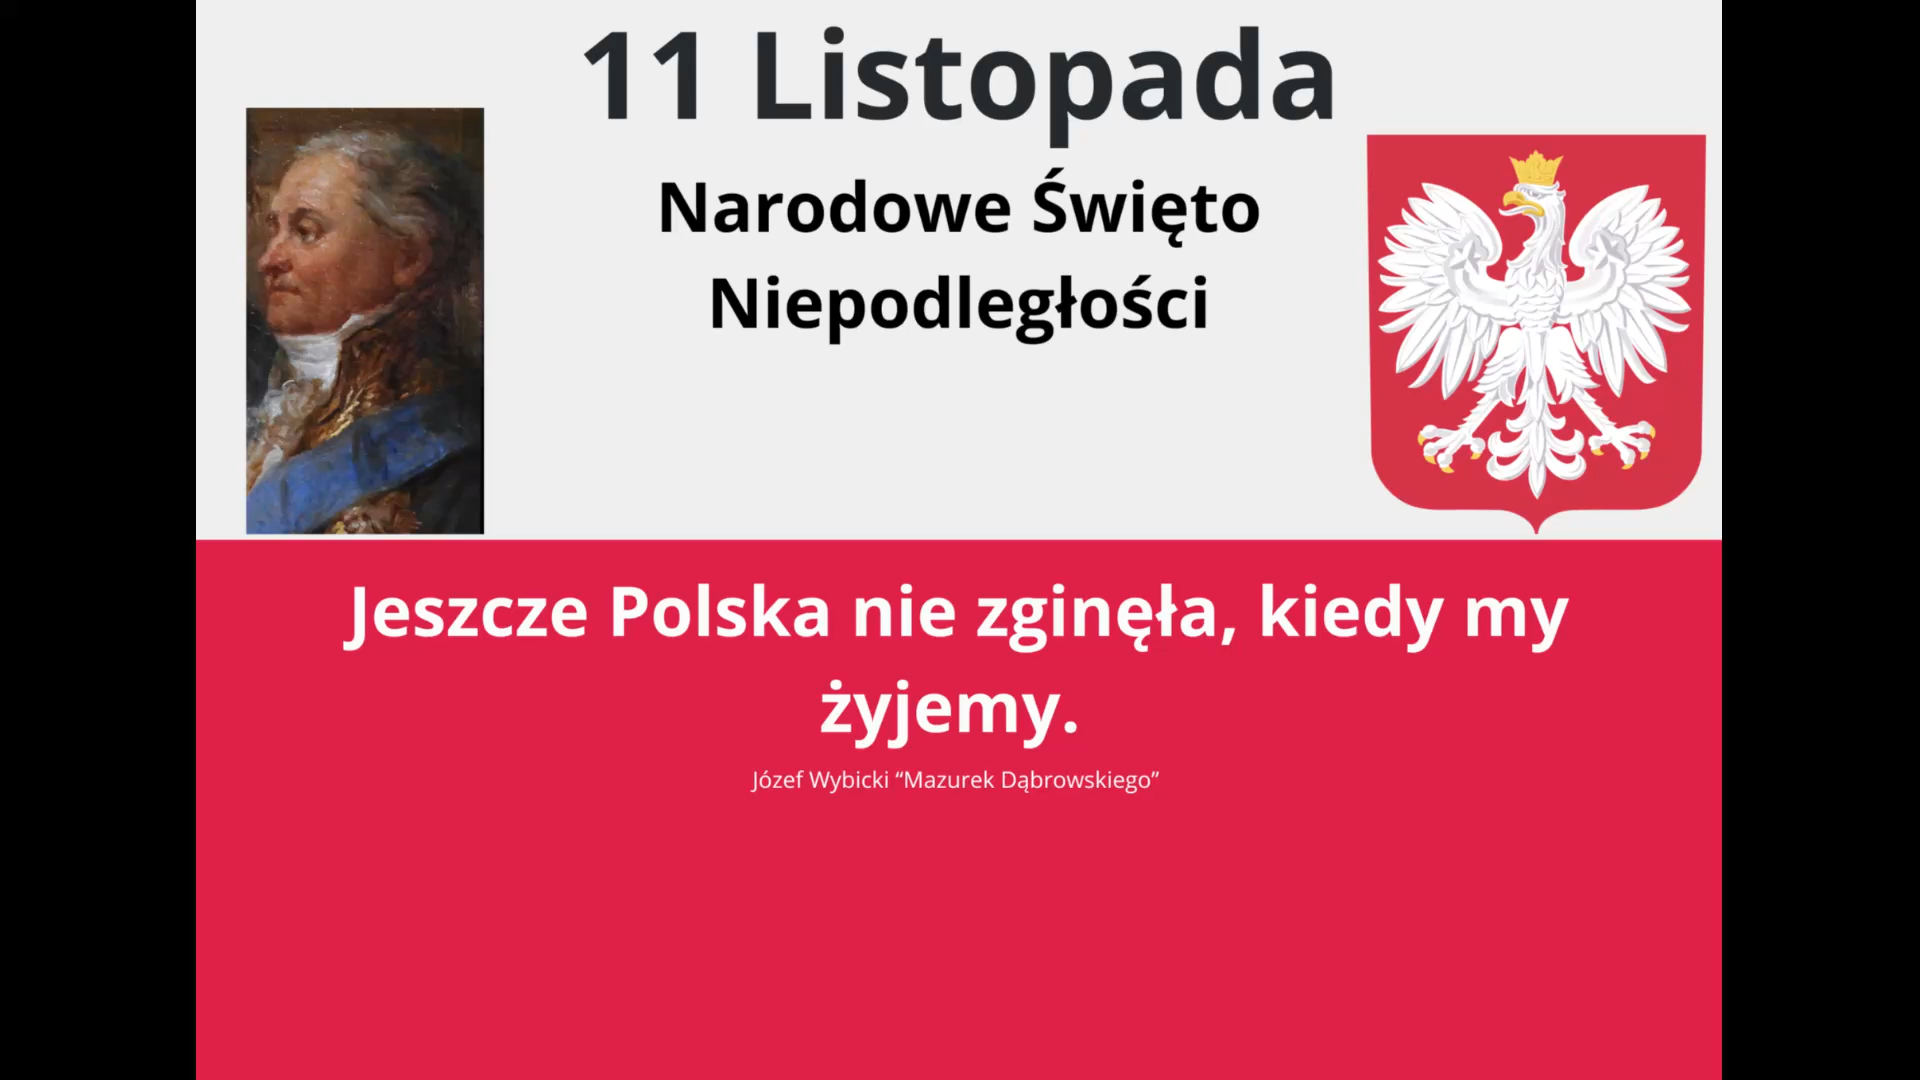 11 Listopada
Narodowe Święto
Niepodległości
Jeszcze Polska nie zginęła, kiedy my
żyjemy.
Józef Wybicki “Mazurek Dąbrowskiego”